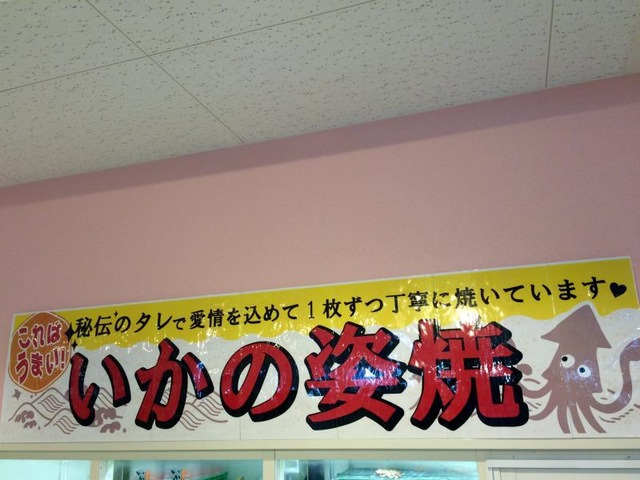 秘伝のタレで愛情を込めて1枚ずつ丁寧に焼いています♥
これは
うまい!
いかの姿焼